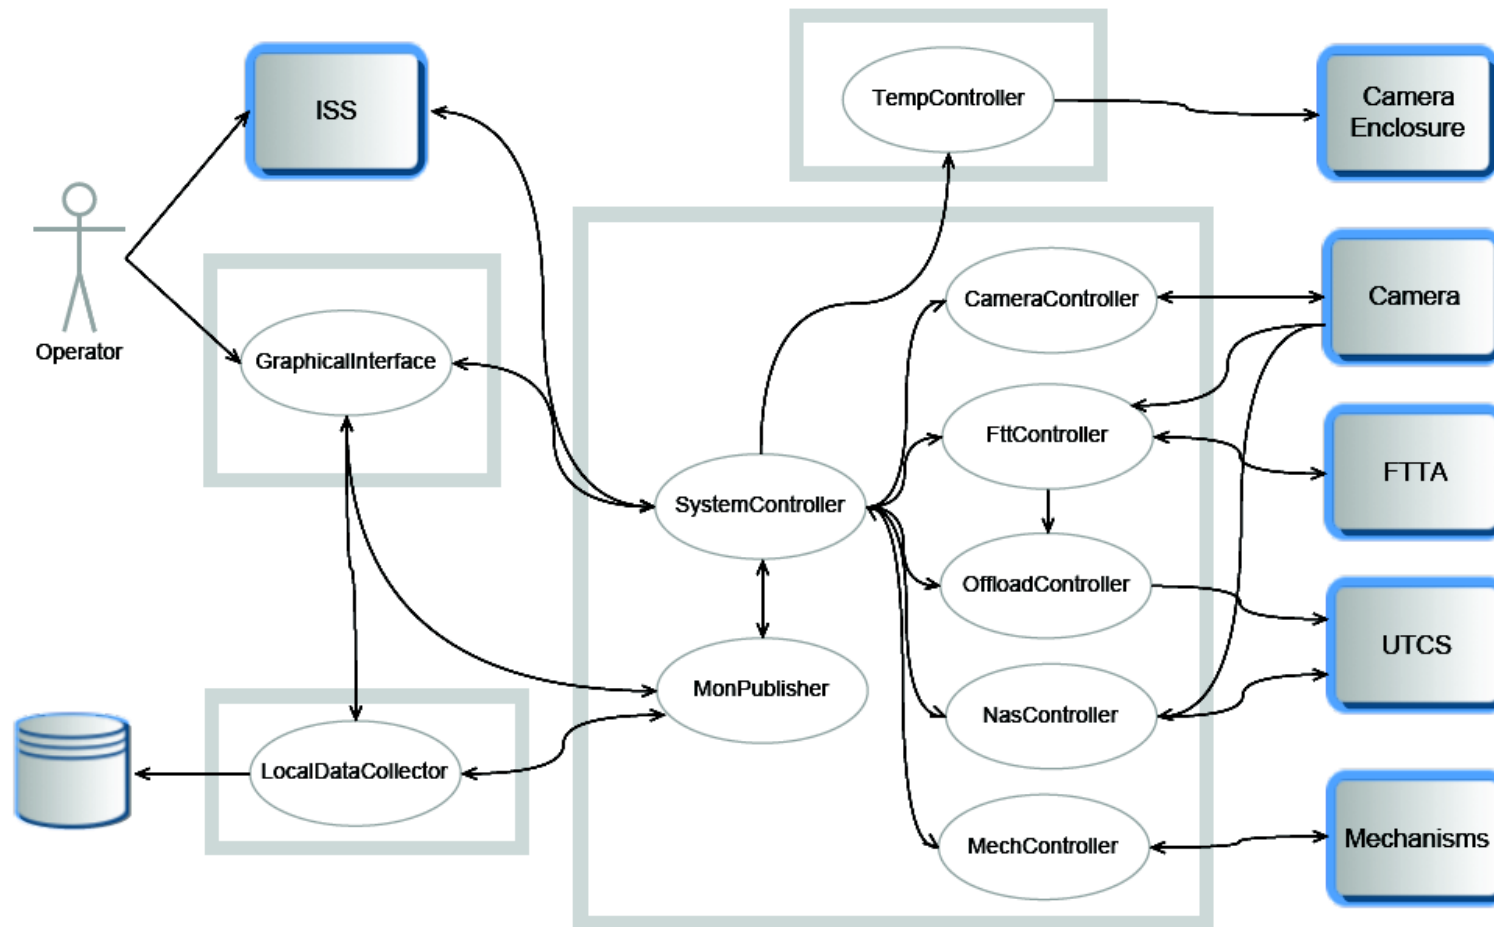 ISS
TempController
Camera
Enclosure
Operator
GraphicalInterface
CameraController
Camera
FttController
FTTA
SystemController
OffloadController
UTCS
MonPublisher
NasController
LocalDataCollector
MechController
Mechanisms